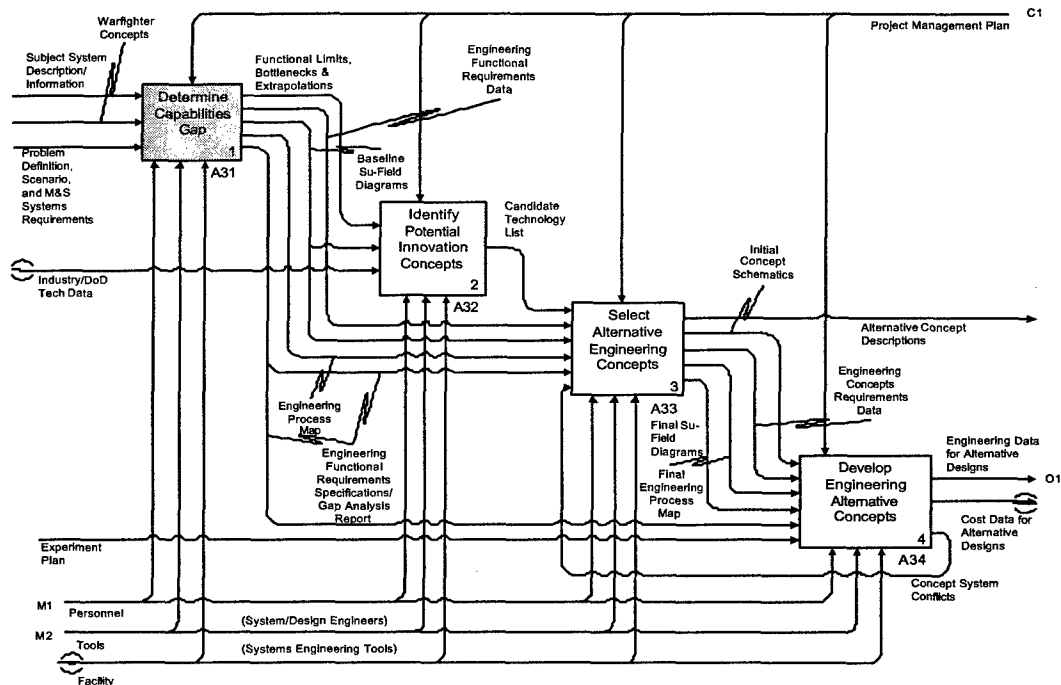 C1
Project Management Plan
Warfighter
Concepts
Subject System
Description/
Information
Functional Limits,
Bottlenecks &
Extrapolations
Engineering
Functional
Requirements
Data
Determine
Capabilities
Gap
1
A31
Problem
Definition,
Scenario,
and M&S
Systems
Requirements
Baseline
Su-Field
Diagrams
Identify
Potential
Innovation
Concepts
2
A32
Candidate
Technology
List
Industry/DoD
Tech Data
Initial
Concept
Schematics
Select
Alternative
Engineering
Concepts
3
A33
Alternative Concept
Descriptions
Engineering
Concepts
Requirements
Data
Engineering
Process
Map
Engineering
Functional
Requirements
Specifications/
Gap Analysis
Report
Final Su-
Field
Diagrams
Final
Engineering
Process
Map
Develop
Engineering
Alternative
Concepts
4
A34
Engineering Data
for Alternative
Designs
O1
Cost Data for
Alternative
Designs
Experiment
Plan
Concept System
Conflicts
M1
Personnel
(System/Design Engineers)
M2
Tools
(Systems Engineering Tools)
Facility